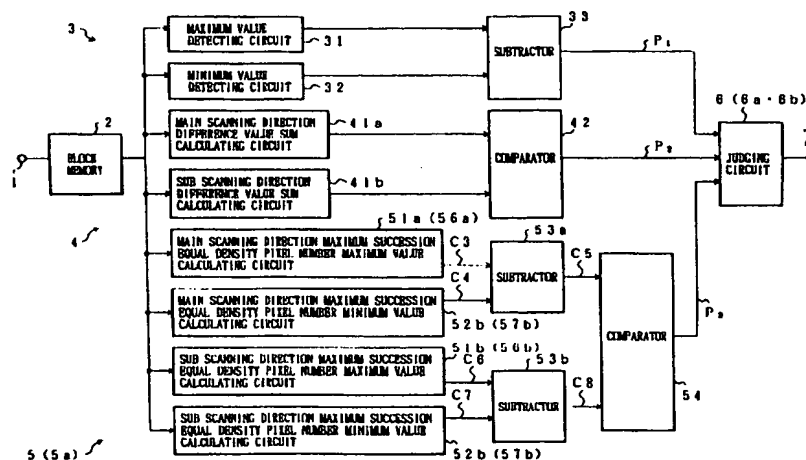 3
MAXIMUM VALUE
DETECTING CIRCUIT
31
33
SUBTRACTOR
P₁
MINIMUM VALUE
DETECTING CIRCUIT
32
2
BLOCK
MEMORY
i
MAIN SCANNING DIRECTION
DIFFERENCE VALUE SUM
CALCULATING CIRCUIT
41a
42
COMPARATOR
P₂
6 (6a・6b)
JUDGING
CIRCUIT
SUB SCANNING DIRECTION
DIFFERENCE VALUE SUM
CALCULATING CIRCUIT
41b
4
51a (56a)
MAIN SCANNING DIRECTION MAXIMUM SUCCESSION
EQUAL DENSITY PIXEL NUMBER MAXIMUM VALUE
CALCULATING CIRCUIT
C3
53a
SUBTRACTOR
C5
C4
MAIN SCANNING DIRECTION MAXIMUM SUCCESSION
EQUAL DENSITY PIXEL NUMBER MINIMUM VALUE
CALCULATING CIRCUIT
52b (57b)
COMPARATOR
P₃
54
51b (56b)
SUB SCANNING DIRECTION MAXIMUM SUCCESSION
EQUAL DENSITY PIXEL NUMBER MAXIMUM VALUE
CALCULATING CIRCUIT
C6
53b
SUBTRACTOR
C8
C7
SUB SCANNING DIRECTION MAXIMUM SUCCESSION
EQUAL DENSITY PIXEL NUMBER MINIMUM VALUE
CALCULATING CIRCUIT
52b (57b)
5 (5a)